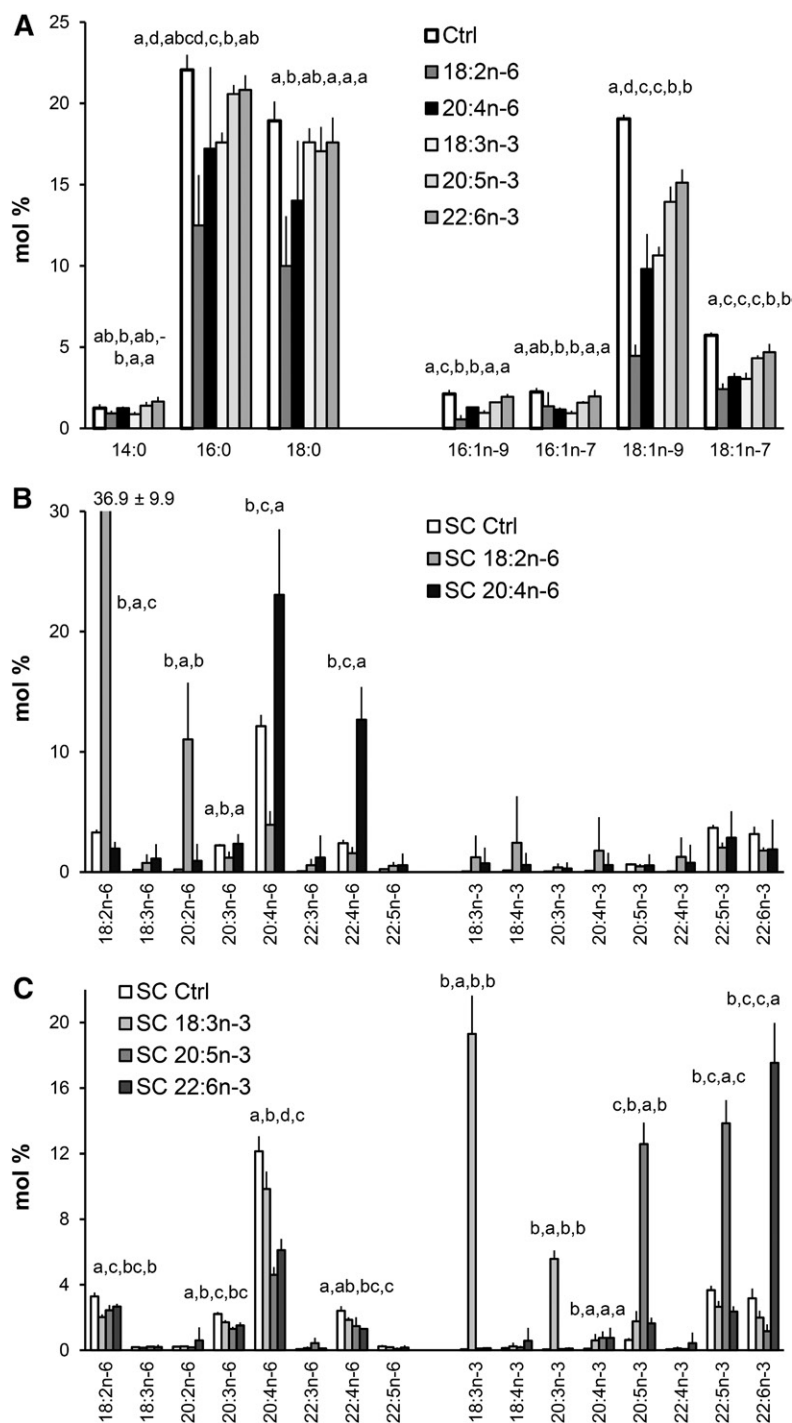 A
25
20
15
10
5
0
mol %
a,d,abcd,c,b,ab
a,b,ab,a,a,a
ab,b,ab,-
b,a,a
Ctrl
18:2n-6
20:4n-6
18:3n-3
20:5n-3
22:6n-3
a,d,c,c,b,b
a,c,c,c,b,b
a,c,b,b,a,a
a,ab,b,b,a,a
14:0 16:0 18:0 16:1n-9 16:1n-7 18:1n-9 18:1n-7
B
30
20
10
0
mol %
36.9 ± 9.9
b,a,c
b,a,b
a,b,a
b,c,a
b,c,a
SC Ctrl
SC 18:2n-6
SC 20:4n-6
18:2n-6
18:3n-6
20:2n-6
20:3n-6
20:4n-6
22:3n-6
22:4n-6
22:5n-6
18:3n-3
18:4n-3
20:3n-3
20:4n-3
20:5n-3
22:4n-3
22:5n-3
22:6n-3
C
20
16
12
8
4
0
mol %
SC Ctrl
SC 18:3n-3
SC 20:5n-3
SC 22:6n-3
a,c,bc,b
a,b,c,bc
a,b,d,c
a,ab,bc,c
b,a,b,b
b,a,b,b
b,a,a,a
c,b,a,b
b,c,a,c
b,c,c,a
18:2n-6
18:3n-6
20:2n-6
20:3n-6
20:4n-6
22:3n-6
22:4n-6
22:5n-6
18:3n-3
18:4n-3
20:3n-3
20:4n-3
20:5n-3
22:4n-3
22:5n-3
22:6n-3